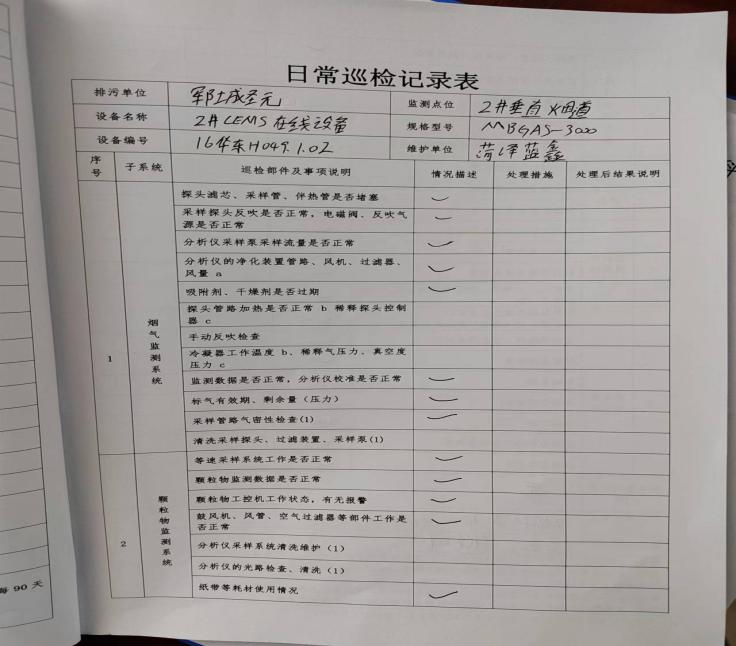 日常巡检记录表
排污单位 郓城圣元 监测点位 2#垂直烟道
设备名称 2#CEMS在线设备 规格型号 MBGAS-3000
设备编号 16华东H049.1.02 维护单位 菏泽蓝鑫
序号 子系统 巡检部件及事项说明 情况描述 处理措施 处理后结果说明
1 烟气监测系统
探头滤芯、采样管、伴热管是否堵塞 ✓
采样探头反吹是否正常，电磁阀、反吹气
源是否正常 ✓
分析仪采样泵采样流量是否正常 ✓
分析仪的净化装置管路、风机、过滤器、
风量 a ✓
吸附剂、干燥剂是否过期 ✓
探头管路加热是否正常 b 稀释探头控制
器 c
手动反吹检查
冷凝器工作温度 b、稀释气压力、真空度
压力 c
监测数据是否正常，分析仪校准是否正常 ✓
标气有效期、剩余量（压力） ✓
采样管路气密性检查(1) ✓
清洗采样探头、过滤装置、采样泵(1)
2 颗粒物监测系统
等速采样系统工作是否正常 ✓
颗粒物监测数据是否正常 ✓
颗粒物工控机工作状态，有无报警 ✓
鼓风机、风管、空气过滤器等部件工作是
否正常 ✓
分析仪采样系统清洗维护（1）
分析仪的光路检查、清洗（1）
纸带等耗材使用情况 ✓
每 90 天